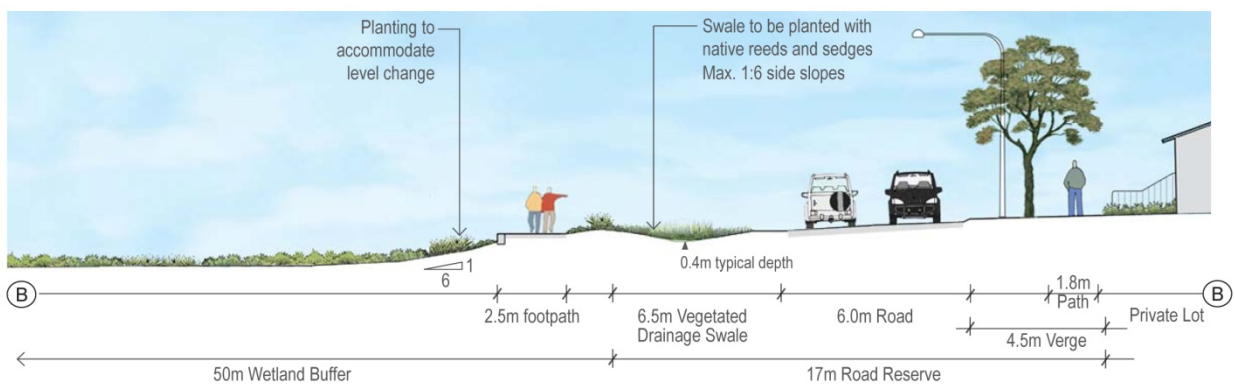 Planting to
accommodate
level change
Swale to be planted with
native reeds and sedges
Max. 1:6 side slopes
1
6
0.4m typical depth
B
B
2.5m footpath
6.5m Vegetated
Drainage Swale
6.0m Road
1.8m
Path
4.5m Verge
Private Lot
50m Wetland Buffer
17m Road Reserve